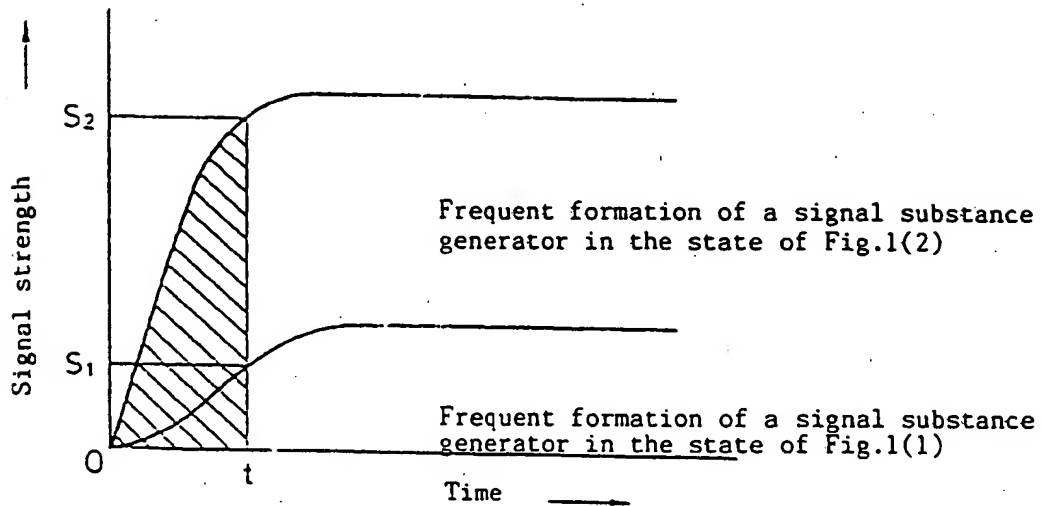 Signal strength
S2
Frequent formation of a signal substance
generator in the state of Fig.1(2)
S1
Frequent formation of a signal substance
generator in the state of Fig.1(1)
O
t
Time